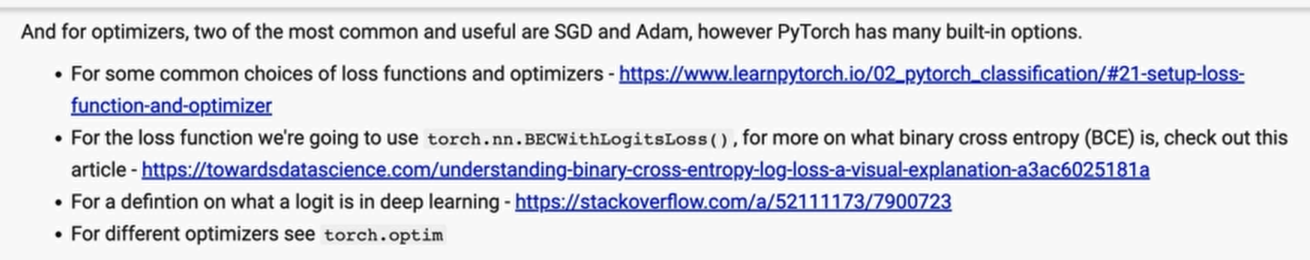 And for optimizers, two of the most common and useful are SGD and Adam, however PyTorch has many built-in options.
• For some common choices of loss functions and optimizers - https://www.learnpytorch.io/02_pytorch_classification/#21-setup-loss-
function-and-optimizer
• For the loss function we're going to use torch.nn.BECWithLogitsLoss(), for more on what binary cross entropy (BCE) is, check out this
article - https://towardsdatascience.com/understanding-binary-cross-entropy-log-loss-a-visual-explanation-a3ac6025181a
• For a defintion on what a logit is in deep learning - https://stackoverflow.com/a/52111173/7900723
• For different optimizers see torch.optim